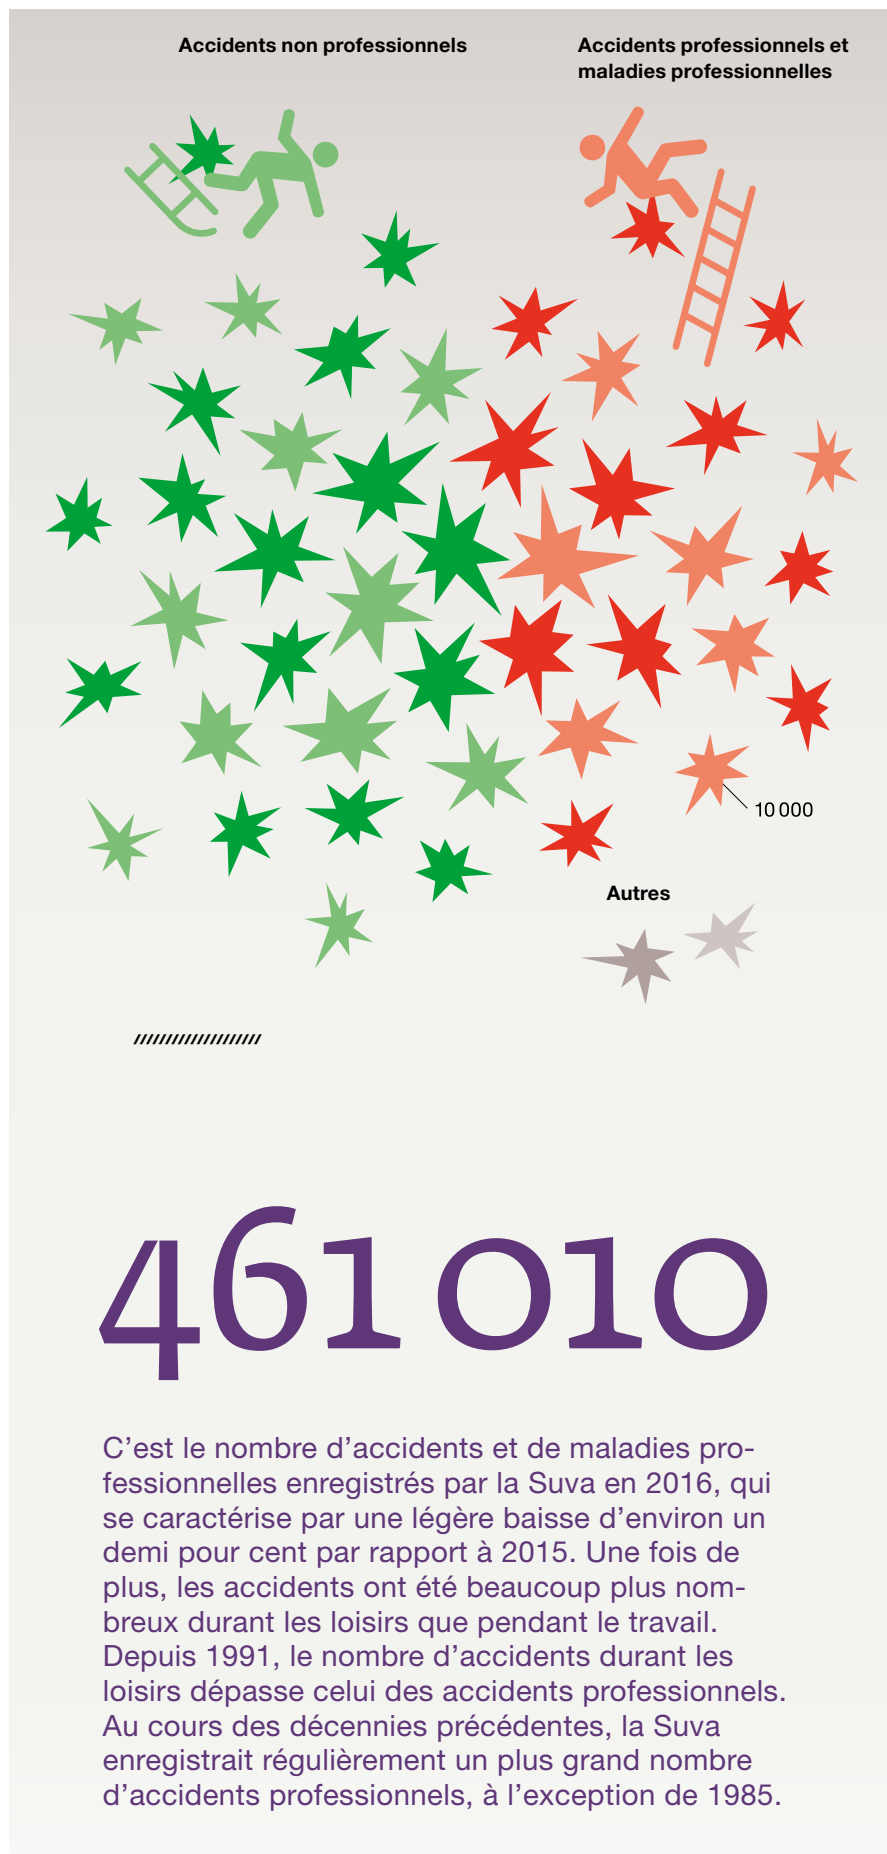 Accidents non professionnels
Accidents professionnels et
maladies professionnelles
10 000
Autres
461 010
C’est le nombre d’accidents et de maladies pro-
fessionnelles enregistrés par la Suva en 2016, qui
se caractérise par une légère baisse d’environ un
demi pour cent par rapport à 2015. Une fois de
plus, les accidents ont été beaucoup plus nom-
breux durant les loisirs que pendant le travail.
Depuis 1991, le nombre d’accidents durant les
loisirs dépasse celui des accidents professionnels.
Au cours des décennies précédentes, la Suva
enregistrait régulièrement un plus grand nombre
d’accidents professionnels, à l’exception de 1985.